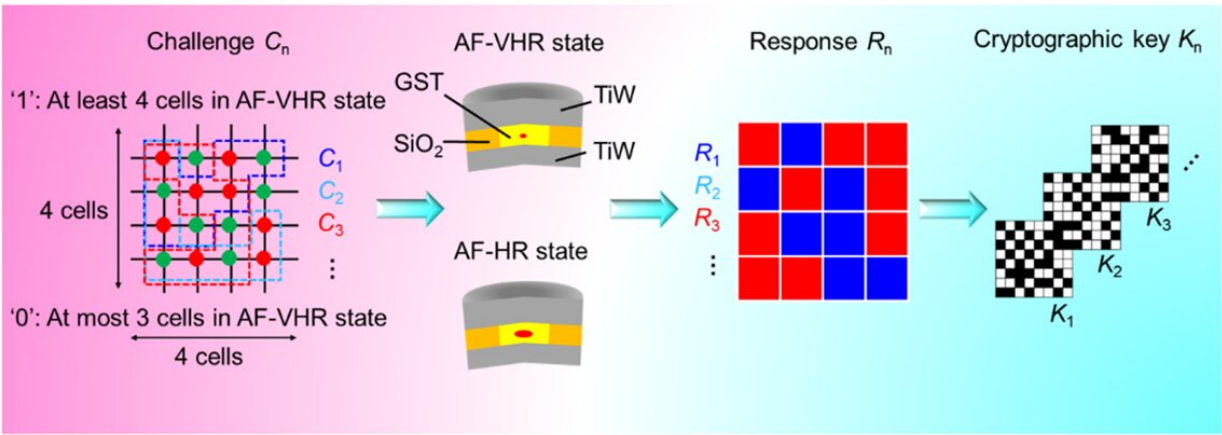 Challenge Cn
AF-VHR state
Response Rn
Cryptographic key Kn
'1': At least 4 cells in AF-VHR state
GST
TiW
SiO2
TiW
4 cells
C1
C2
C3
⋮
AF-HR state
R1
R2
R3
⋮
K1
K2
K3
⋰
'0': At most 3 cells in AF-VHR state
4 cells